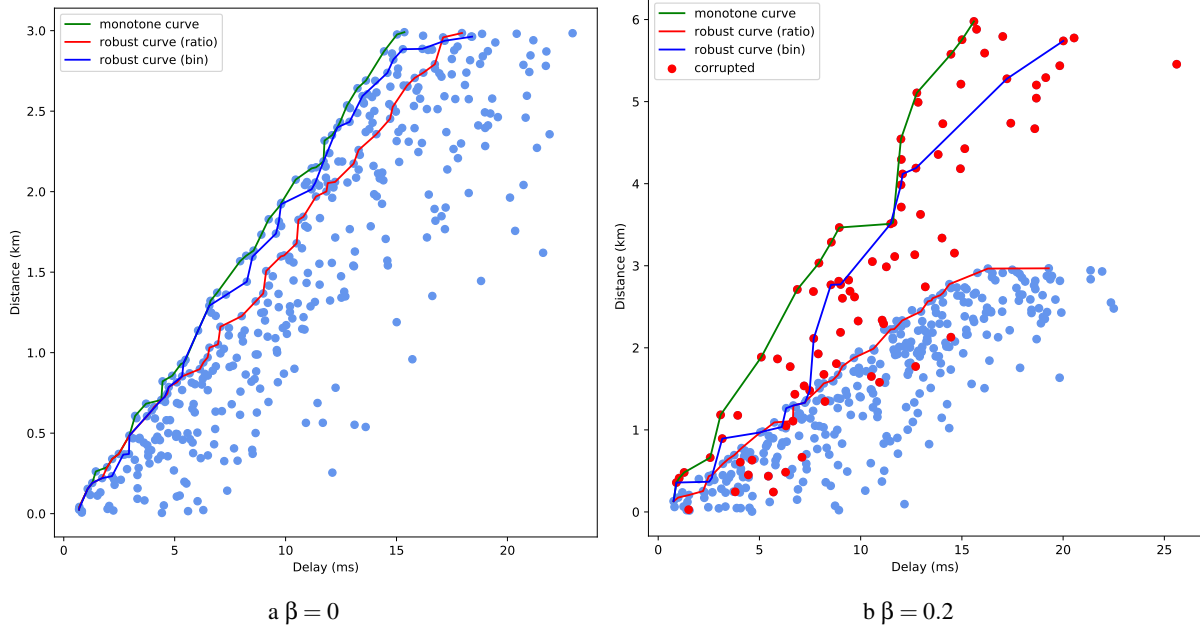 monotone curve
robust curve (ratio)
robust curve (bin)
3.0
2.5
2.0
1.5
1.0
0.5
0.0
Distance (km)
0 5 10 15 20
Delay (ms)
a β = 0
monotone curve
robust curve (ratio)
robust curve (bin)
corrupted
6
5
4
3
2
1
0
Distance (km)
0 5 10 15 20 25
Delay (ms)
b β = 0.2